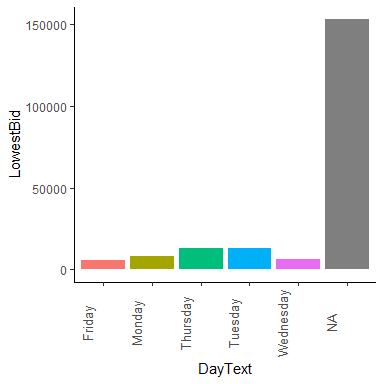 150000
100000
50000
0
LowestBid
Friday
Monday
Thursday
Tuesday
Wednesday
NA
DayText